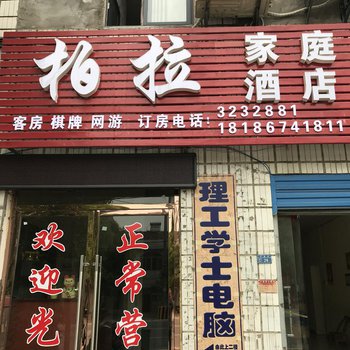 柏拉
家庭
酒店
客房 棋牌 网游 订房电话:
3232881
18186741811
欢迎光
正常营
理工学士电脑